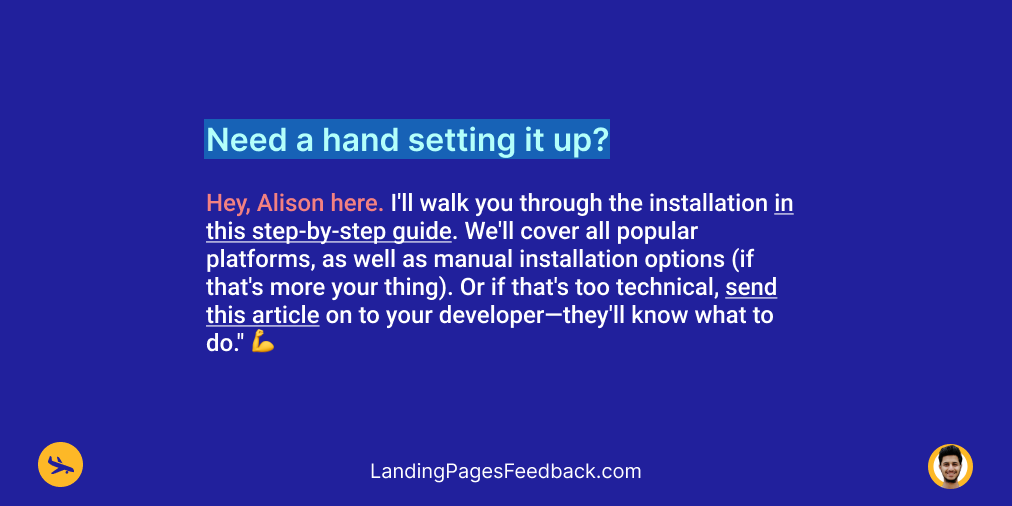 Need a hand setting it up?
Hey, Alison here. I'll walk you through the installation in
this step-by-step guide. We'll cover all popular
platforms, as well as manual installation options (if
that's more your thing). Or if that's too technical, send
this article on to your developer—they'll know what to
do." 💪
LandingPagesFeedback.com